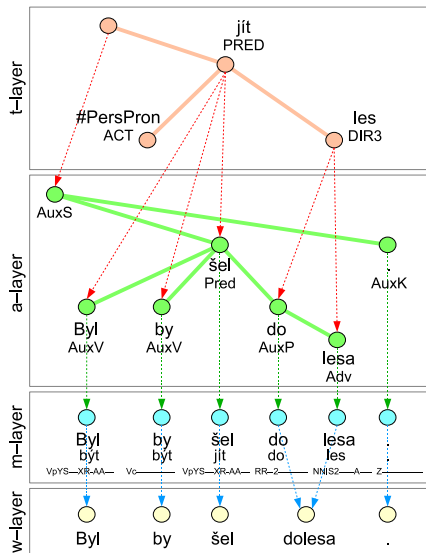 t-layer
jít
PRED
#PersPron
ACT
les
DIR3
a-layer
AuxS
šel
Pred
.
AuxK
Byl
AuxV
by
AuxV
do
AuxP
lesa
Adv
m-layer
Byl by šel do lesa .
být být jít do les .
VpYS---XR-AA--- Vc------------- VpYS---XR-AA--- RR--2---------- NNIS2-----A---- Z:-------------
w-layer
Byl by šel dolesa .